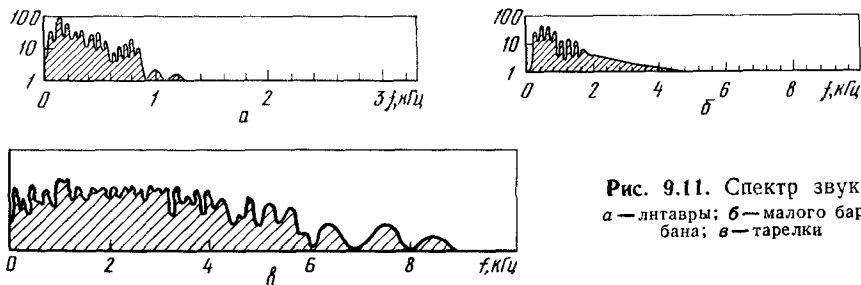 100
10
1
0 1 2 3 f,кГц
а
100
10
1
0 2 4 6 8 f,кГц
б
0 2 4 6 8 f,кГц
в
Рис. 9.11. Спектр звук
а — литавры; б — малого бар
бана; в — тарелки